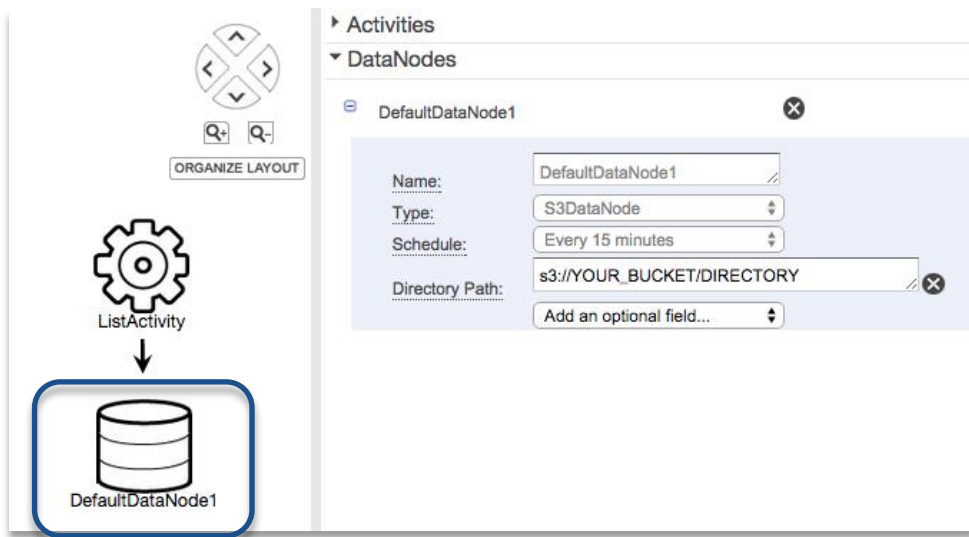 ORGANIZE LAYOUT
ListActivity
DefaultDataNode1
Activities
DataNodes
DefaultDataNode1
Name: DefaultDataNode1
Type: S3DataNode
Schedule: Every 15 minutes
Directory Path: s3://YOUR_BUCKET/DIRECTORY
Add an optional field...